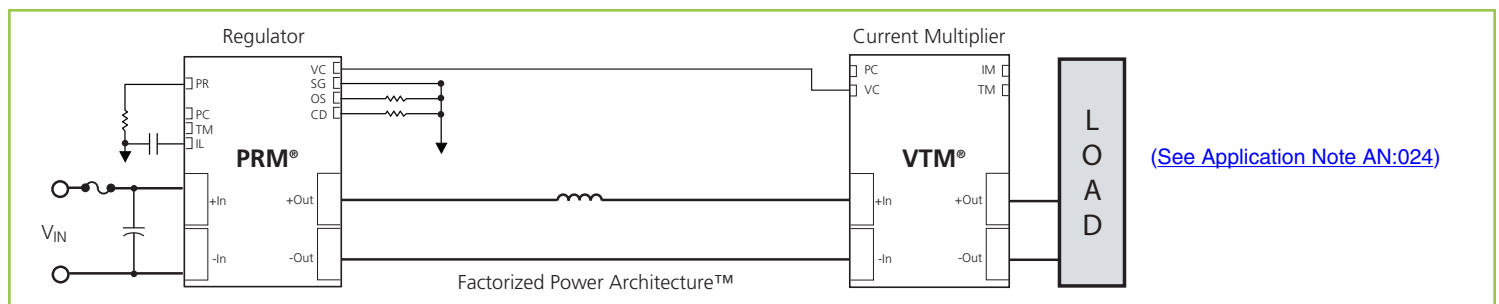 Regulator
Current Multiplier
PR
PC
TM
IL
VC
SG
OS
CD
PRM®
+In
-In
+Out
-Out
VIN
Factorized Power Architecture™
PC
VC
IM
TM
VTM®
+In
-In
+Out
-Out
LOAD
(See Application Note AN:024)